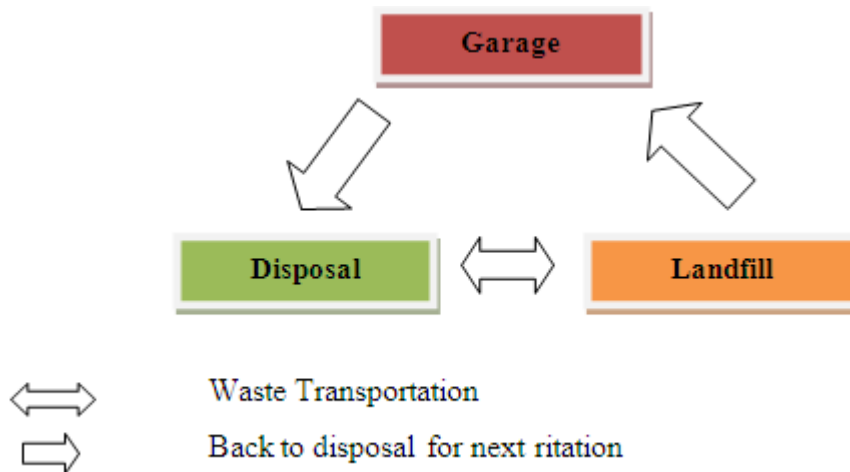 Garage
Disposal
Landfill
Waste Transportation
Back to disposal for next ritation